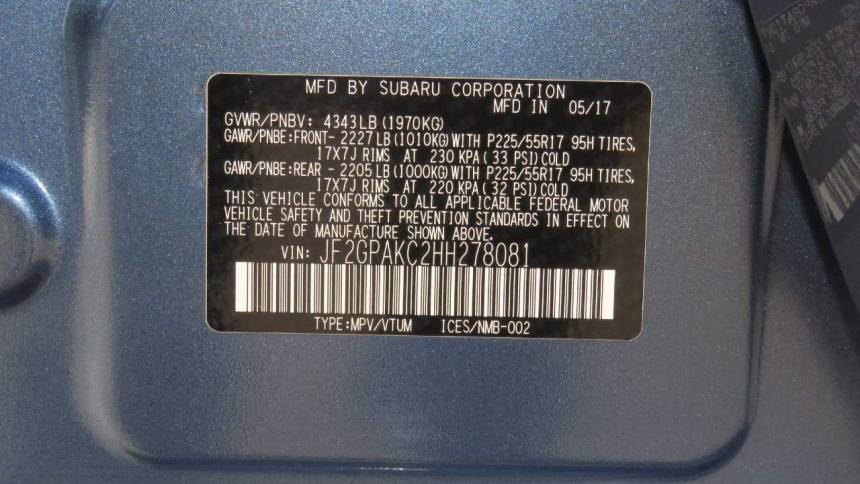 MFD BY SUBARU CORPORATION
MFD IN 05/17
GVWR/PNBV: 4343LB (1970KG)
GAWR/PNBE:FRONT- 2227 LB (1010KG) WITH P225/55R17 95H TIRES,
17X7J RIMS AT 230 KPA ( 33 PSI) COLD
GAWR/PNBE:REAR - 2205 LB (1000KG) WITH P225/55R17 95H TIRES,
17X7J RIMS AT 220 KPA ( 32 PSI) COLD
THIS VEHICLE CONFORMS TO ALL APPLICABLE FEDERAL MOTOR
VEHICLE SAFETY AND THEFT PREVENTION STANDARDS IN EFFECT ON
THE DATE OF MANUFACTURE SHOWN ABOVE.
VIN: JF2GPAKC2HH278081
TYPE:MPV/VTUM ICES/NMB-002